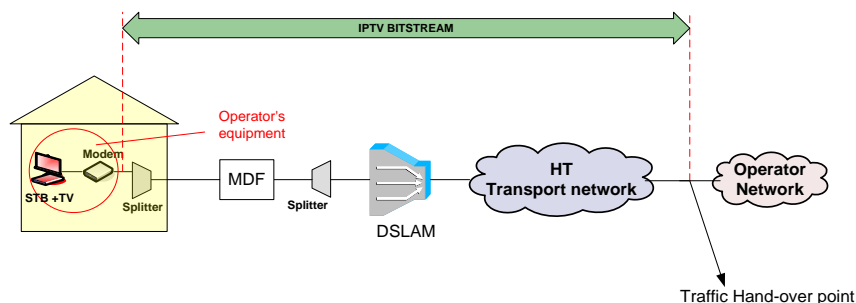 IPTV BITSTREAM
Operator's
equipment
Modem
STB +TV
Splitter
MDF
Splitter
DSLAM
HT
Transport network
Operator
Network
Traffic Hand-over point